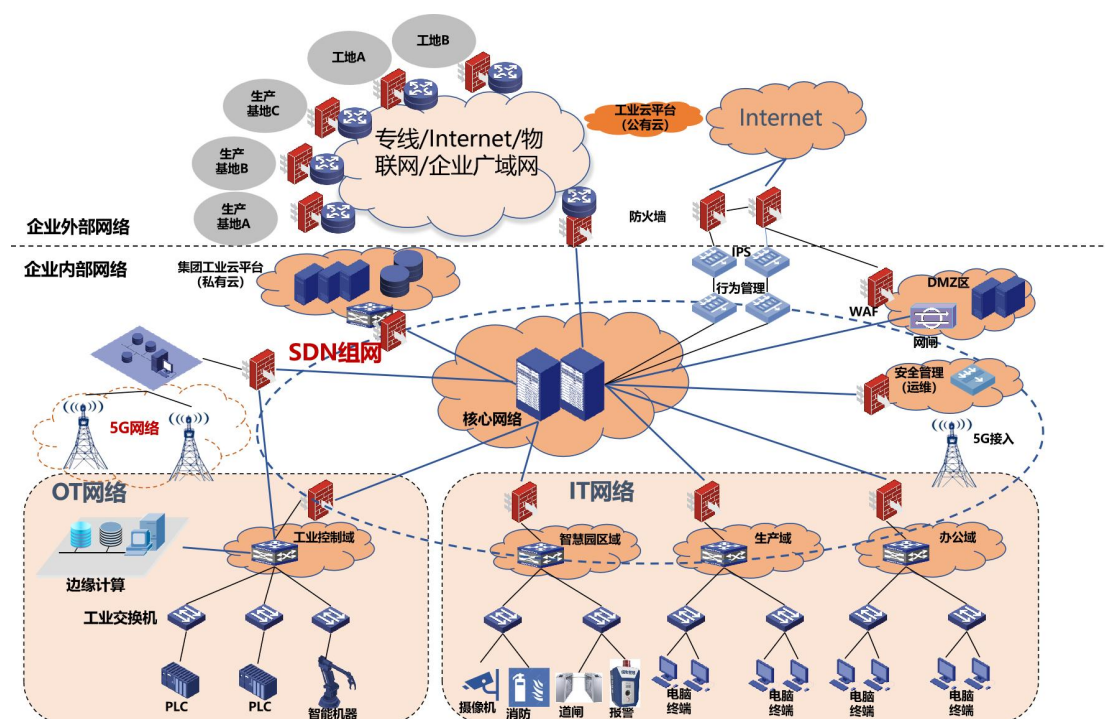 工地B
工地A
生产
基地C
生产
基地B
生产
基地A
专线/Internet/物
联网/企业广域网
工业云平台
（公有云）
Internet
防火墙
企业外部网络
企业内部网络
集团工业云平台
（私有云）
IPS
行为管理
DMZ区
WAF
网闸
SDN组网
核心网络
安全管理
（运维）
5G网络
5G接入
OT网络
IT网络
工业控制域
智慧园区域
生产域
办公域
边缘计算
工业交换机
PLC
PLC
智能机器
摄像机
消防
道闸
报警
电脑
终端
电脑
终端
电脑
终端
电脑
终端